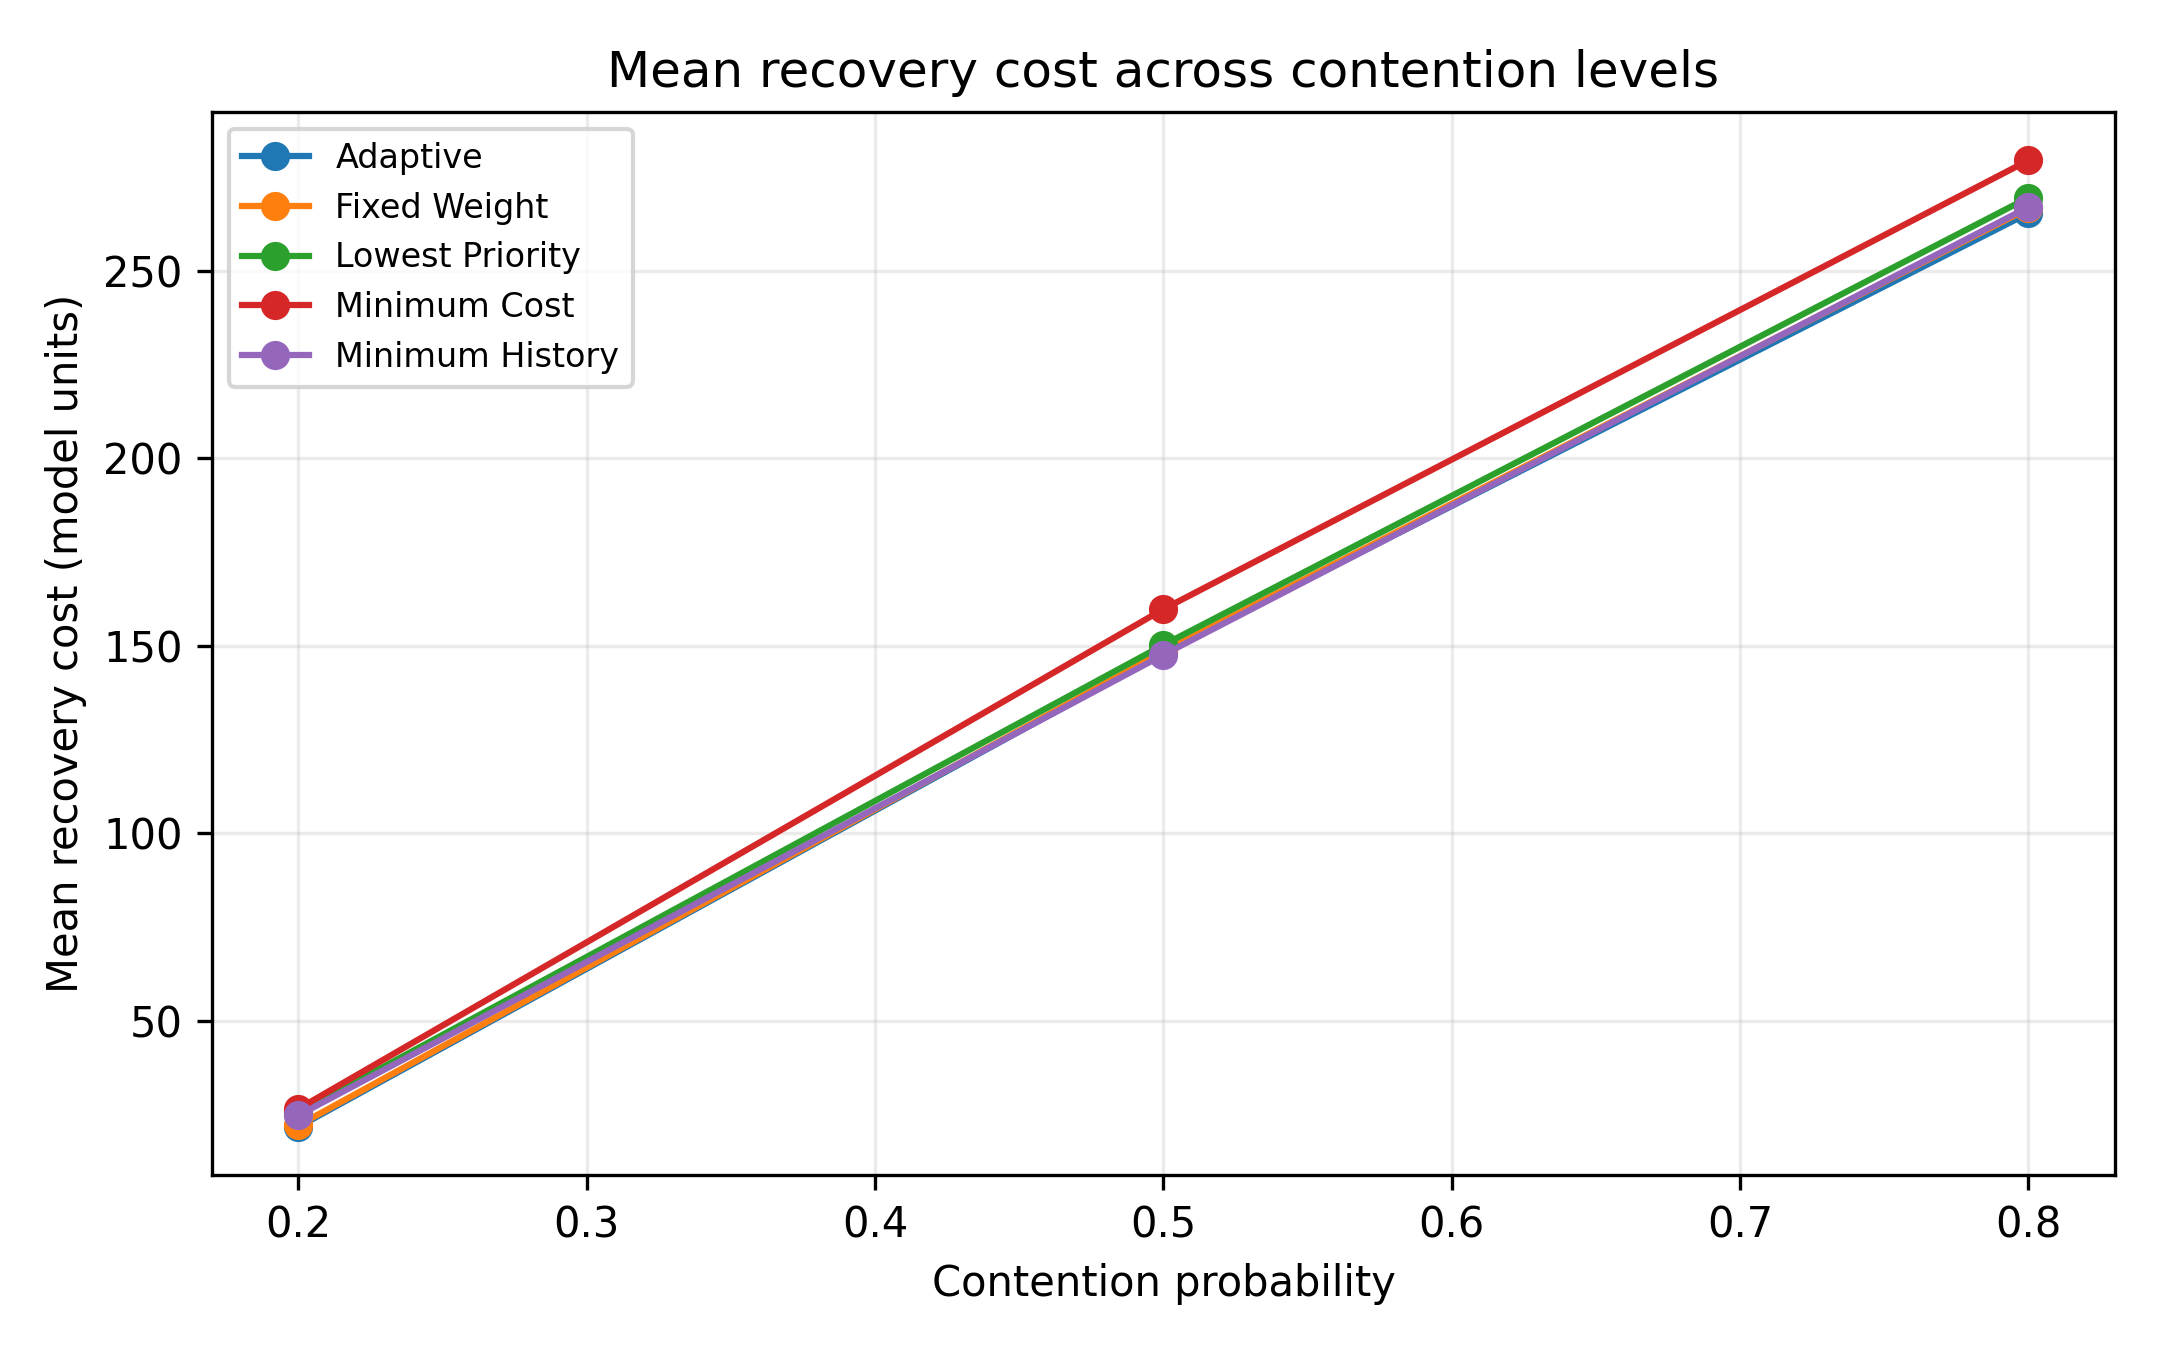 Mean recovery cost across contention levels
Adaptive
Fixed Weight
Lowest Priority
Minimum Cost
Minimum History
Mean recovery cost (model units)
250
200
150
100
50
0.2 0.3 0.4 0.5 0.6 0.7 0.8
Contention probability